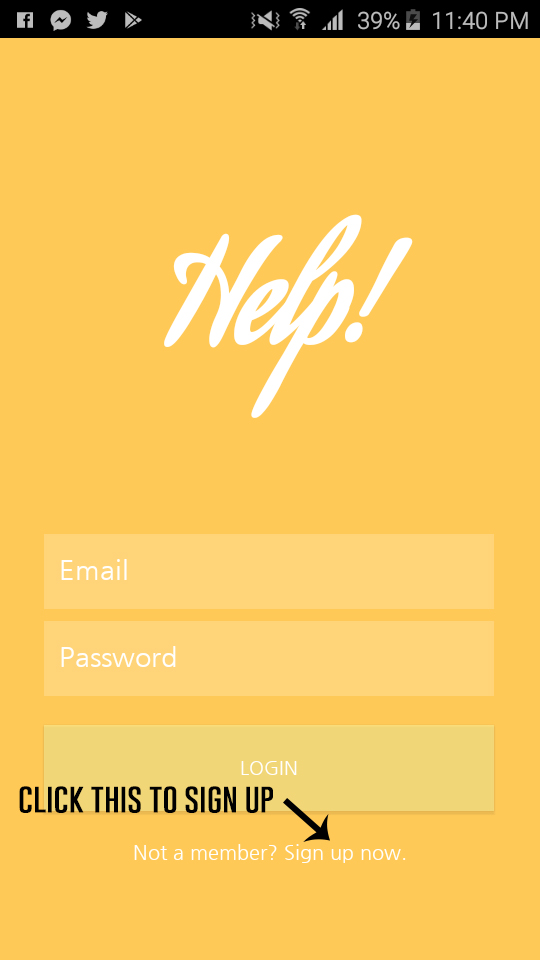 39% 11:40 PM
Help!
Email
Password
LOGIN
CLICK THIS TO SIGN UP
Not a member? Sign up now.